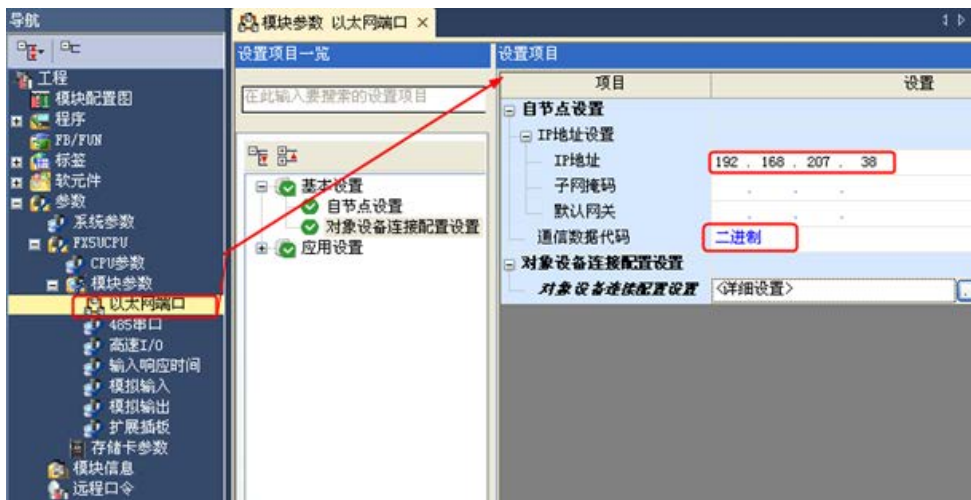 导航
模块参数 以太网端口 ×
工程
模块配置图
程序
FB/FUN
标签
软元件
参数
系统参数
FX5UCPU
CPU参数
模块参数
以太网端口
485串口
高速I/O
输入响应时间
模拟输入
模拟输出
扩展插板
存储卡参数
模块信息
远程口令
设置项目一览
在此输入要搜索的设置项目
基本设置
自节点设置
对象设备连接配置设置
应用设置
设置项目
项目 设置
自节点设置
IP地址设置
IP地址 192 . 168 . 207 . 38
子网掩码 . . .
默认网关 . . .
通信数据代码 二进制
对象设备连接配置设置
对象设备连接配置设置 <详细设置>